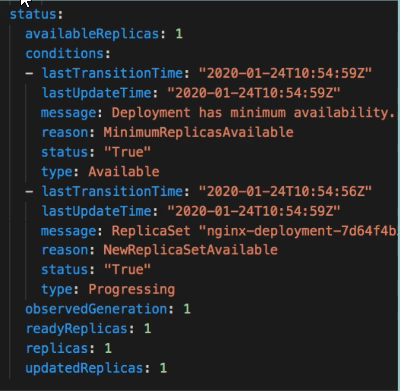 status:
  availableReplicas: 1
  conditions:
  - lastTransitionTime: "2020-01-24T10:54:59Z"
    lastUpdateTime: "2020-01-24T10:54:59Z"
    message: Deployment has minimum availability.
    reason: MinimumReplicasAvailable
    status: "True"
    type: Available
  - lastTransitionTime: "2020-01-24T10:54:56Z"
    lastUpdateTime: "2020-01-24T10:54:59Z"
    message: ReplicaSet "nginx-deployment-7d64f4b
    reason: NewReplicaSetAvailable
    status: "True"
    type: Progressing
  observedGeneration: 1
  readyReplicas: 1
  replicas: 1
  updatedReplicas: 1